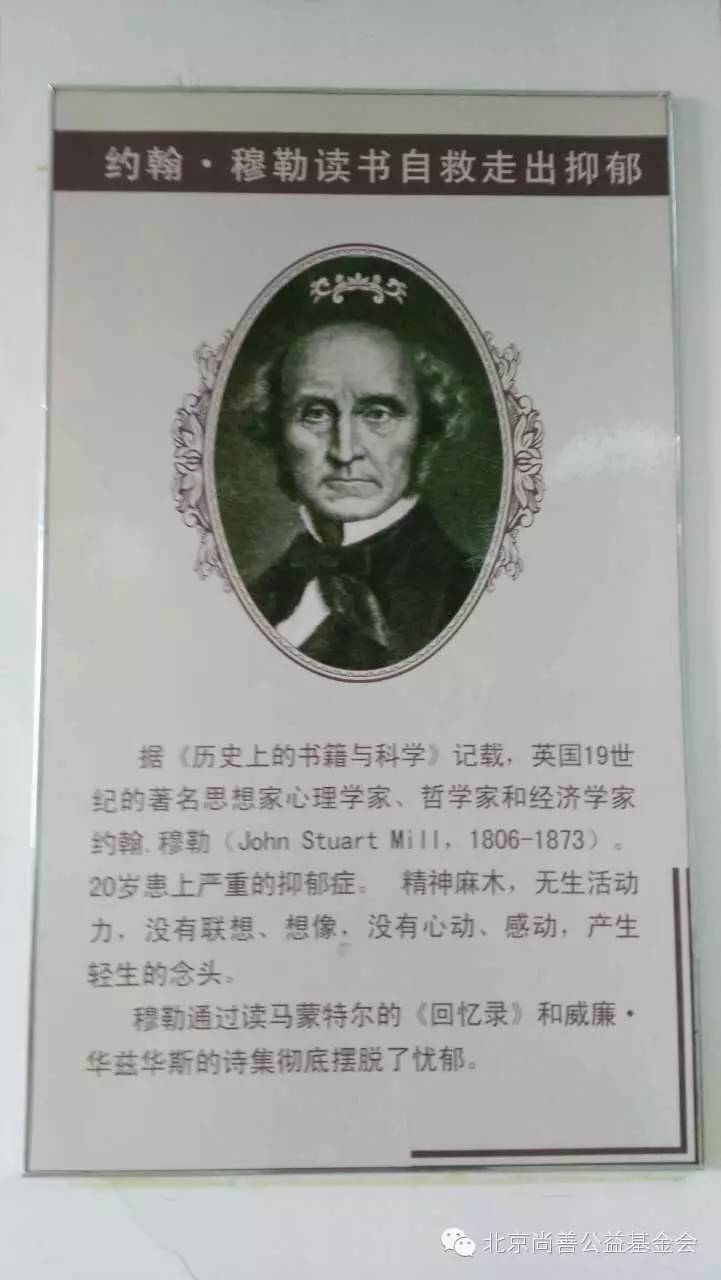 约翰·穆勒读书自救走出抑郁
据《历史上的书籍与科学》记载，英国19世
纪的著名思想家心理学家、哲学家和经济学家
约翰.穆勒（John Stuart Mill，1806-1873）。
20岁患上严重的抑郁症。 精神麻木，无生活动
力，没有联想、想像，没有心动、感动，产生
轻生的念头。
穆勒通过读马蒙特尔的《回忆录》和威廉·
华兹华斯的诗集彻底摆脱了忧郁。
北京尚善公益基金会